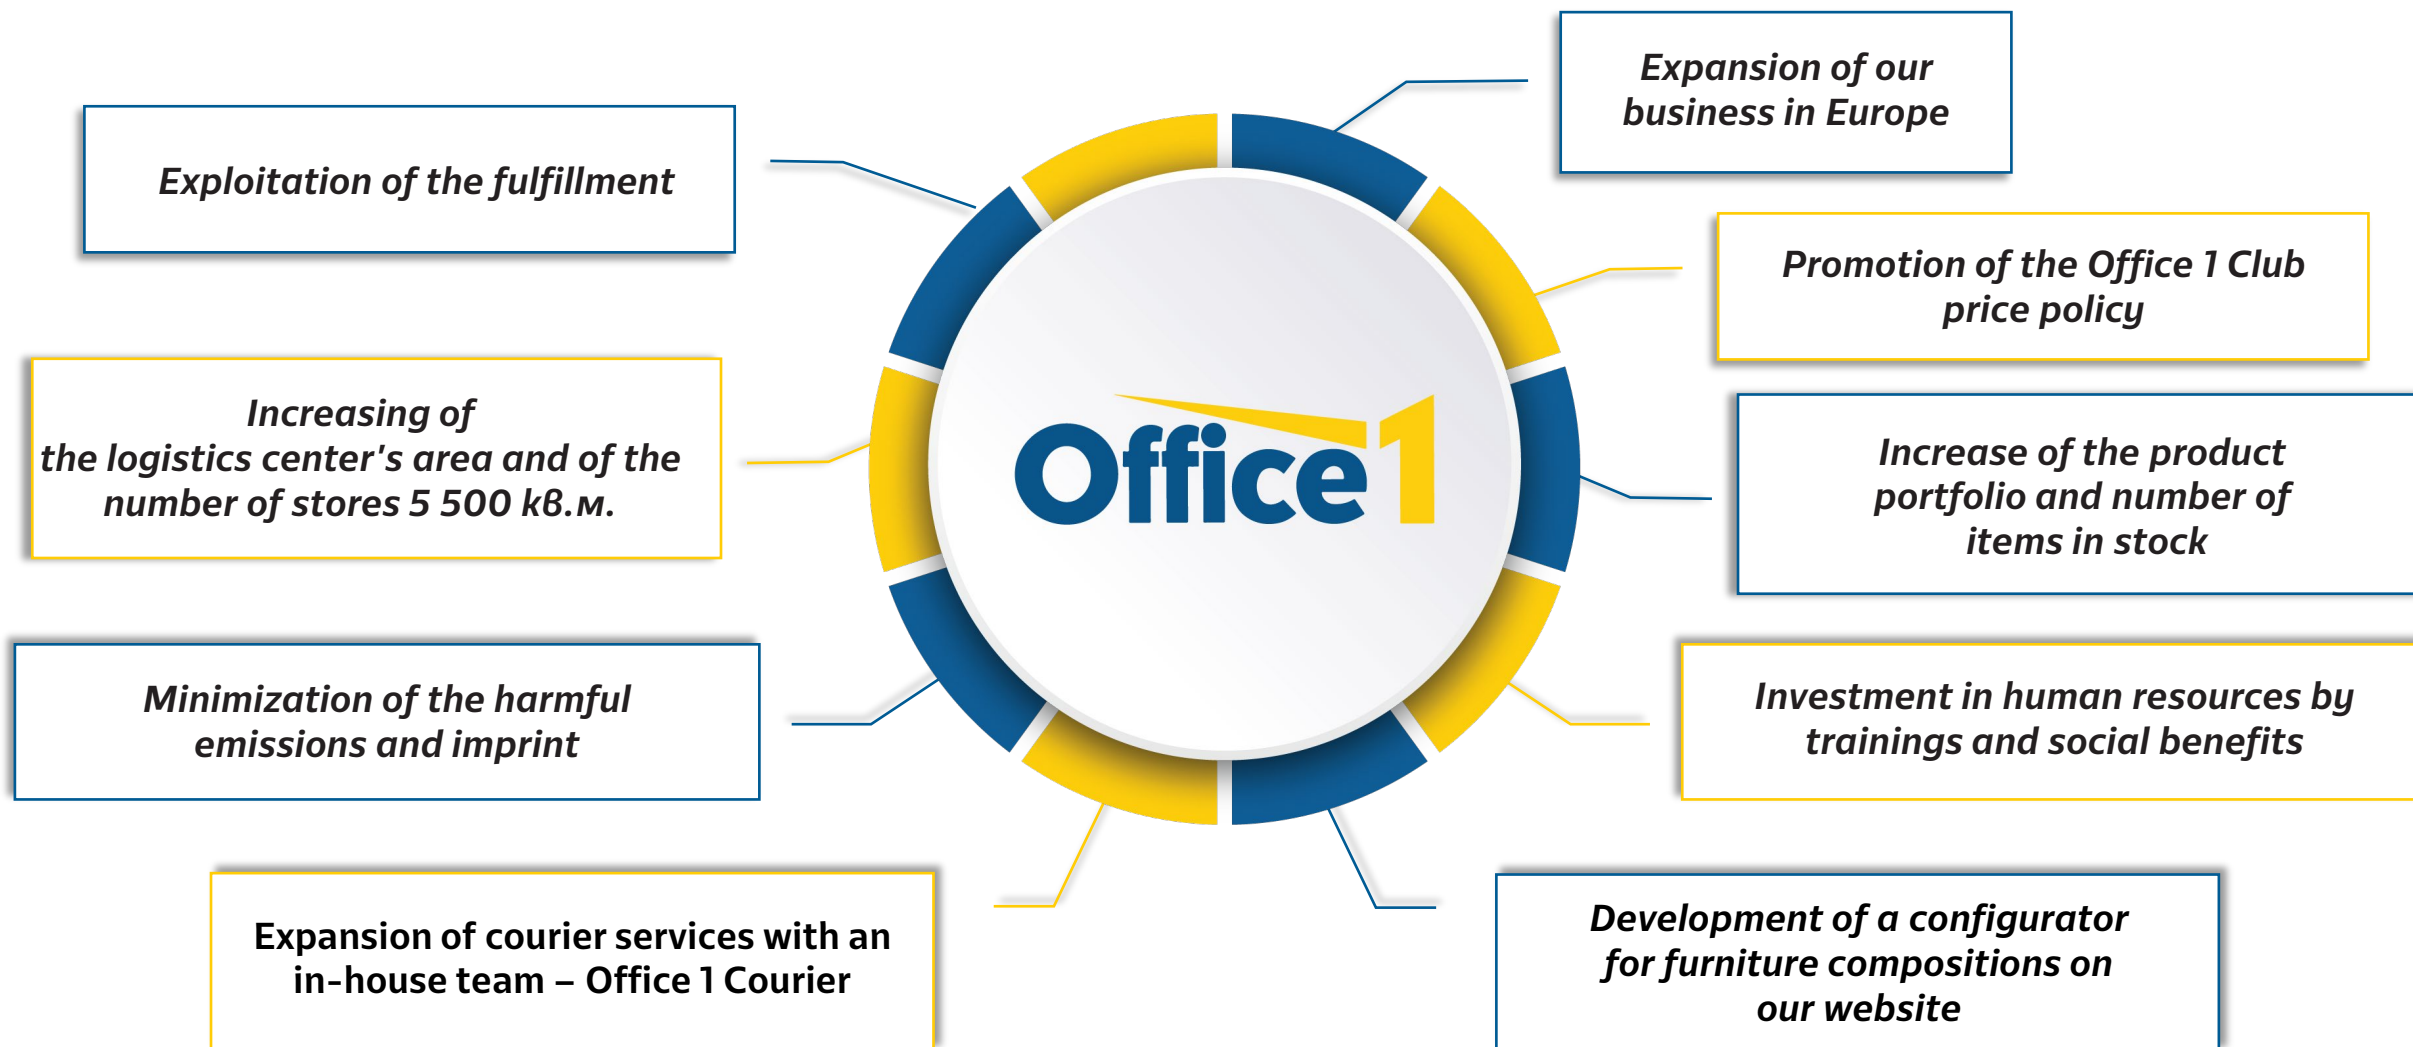 Expansion of our
business in Europe
Exploitation of the fulfillment
Promotion of the Office 1 Club
price policy
Increasing of
the logistics center's area and of the
number of stores 5 500 кв.м.
Office1
Increase of the product
portfolio and number of
items in stock
Minimization of the harmful
emissions and imprint
Investment in human resources by
trainings and social benefits
Expansion of courier services with an
in-house team – Office 1 Courier
Development of a configurator
for furniture compositions on
our website